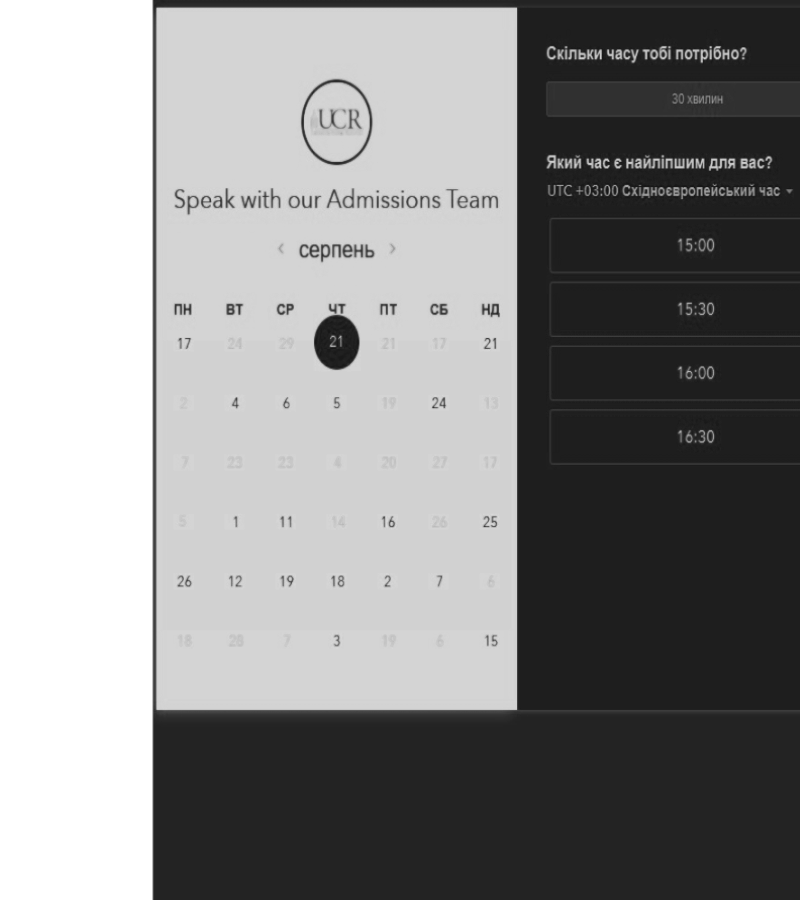 UCR
Speak with our Admissions Team
серпень
ПН ВТ СР ЧТ ПТ СБ НД
17 24 29 21 21 17 21
2 4 6 5 19 24 13
7 23 23 4 20 27 17
5 1 11 14 16 26 25
26 12 19 18 2 7 6
18 28 7 3 19 6 15
Скільки часу тобі потрібно?
30 хвилин
Який час є найліпшим для вас?
UTC +03:00 Східноєвропейський час
15:00
15:30
16:00
16:30